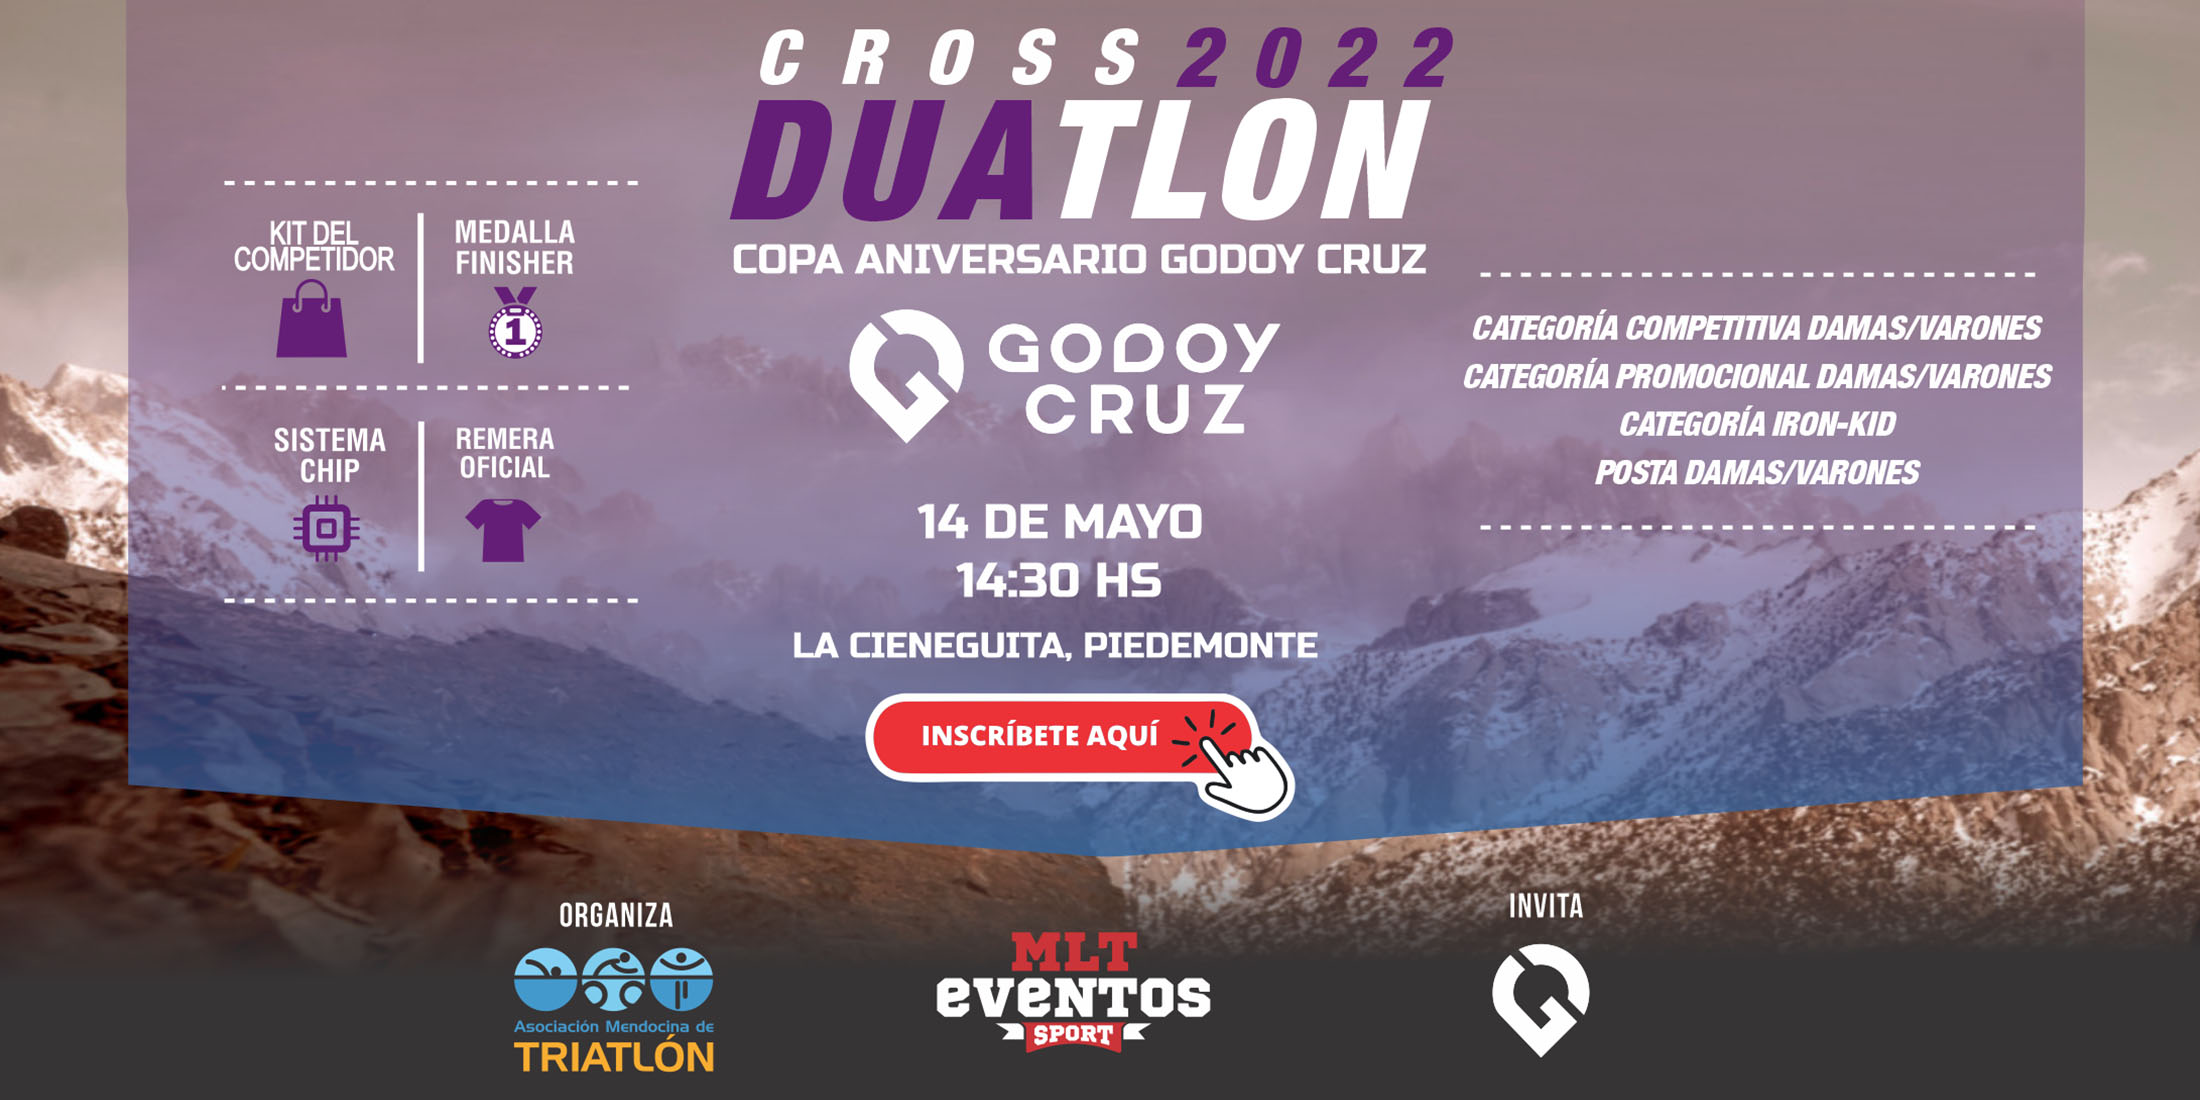 CROSS 2022
DUATLON
COPA ANIVERSARIO GODOY CRUZ
GODOY
CRUZ
14 DE MAYO
14:30 HS
LA CIENEGUITA, PIEDEMONTE
INSCRÍBETE AQUÍ
KIT DEL
COMPETIDOR
MEDALLA
FINISHER
1
SISTEMA
CHIP
REMERA
OFICIAL
CATEGORÍA COMPETITIVA DAMAS/VARONES
CATEGORÍA PROMOCIONAL DAMAS/VARONES
CATEGORÍA IRON-KID
POSTA DAMAS/VARONES
ORGANIZA
Asociación Mendocina de
TRIATLÓN
MLT
eventos
SPORT
INVITA